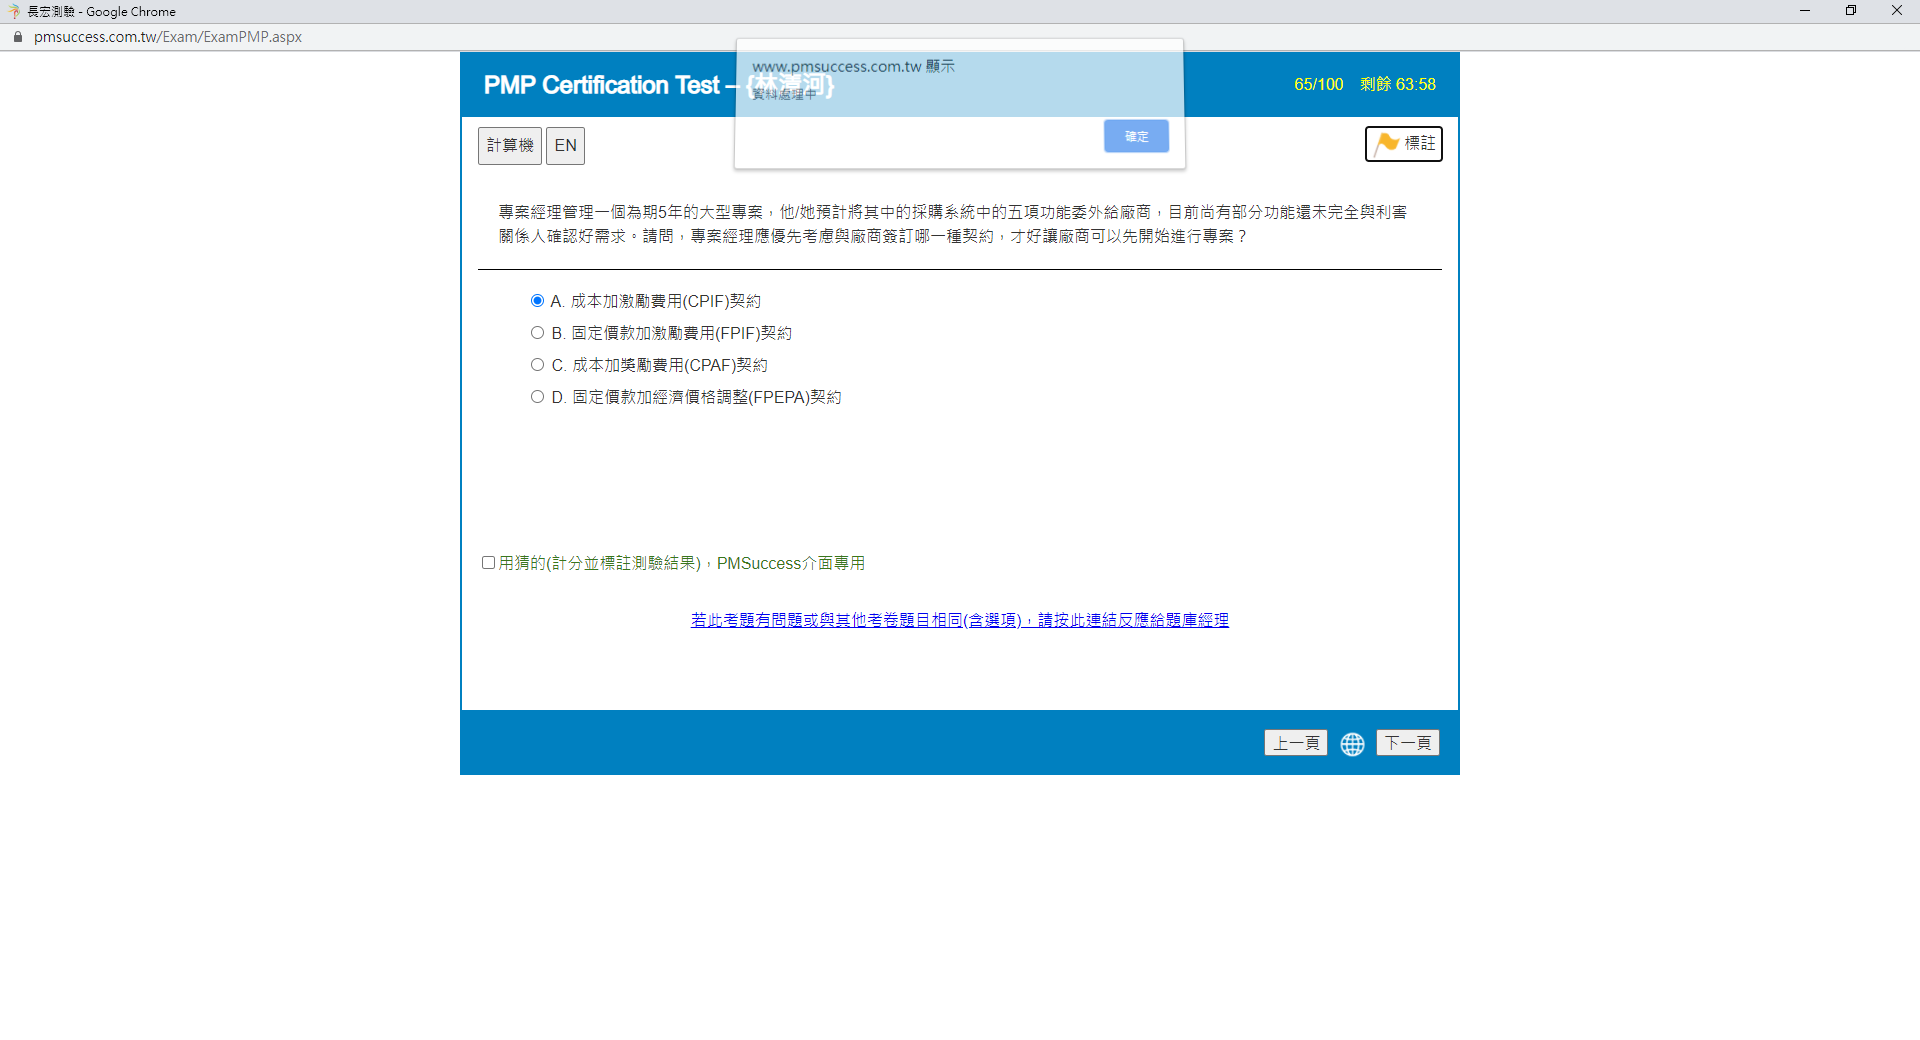 長宏測驗 - Google Chrome
pmsuccess.com.tw/Exam/ExamPMP.aspx
www.pmsuccess.com.tw 顯示
資料處理中
確定
PMP Certification Test – {林清河}
65/100 剩餘 63:58
計算機 EN
標註
專案經理管理一個為期5年的大型專案，他/她預計將其中的採購系統中的五項功能委外給廠商，目前尚有部分功能還未完全與利害
關係人確認好需求。請問，專案經理應優先考慮與廠商簽訂哪一種契約，才好讓廠商可以先開始進行專案？
A. 成本加激勵費用(CPIF)契約
B. 固定價款加激勵費用(FPIF)契約
C. 成本加獎勵費用(CPAF)契約
D. 固定價款加經濟價格調整(FPEPA)契約
用猜的(計分並標註測驗結果)，PMSuccess介面專用
若此考題有問題或與其他考卷題目相同(含選項)，請按此連結反應給題庫經理
上一頁 下一頁